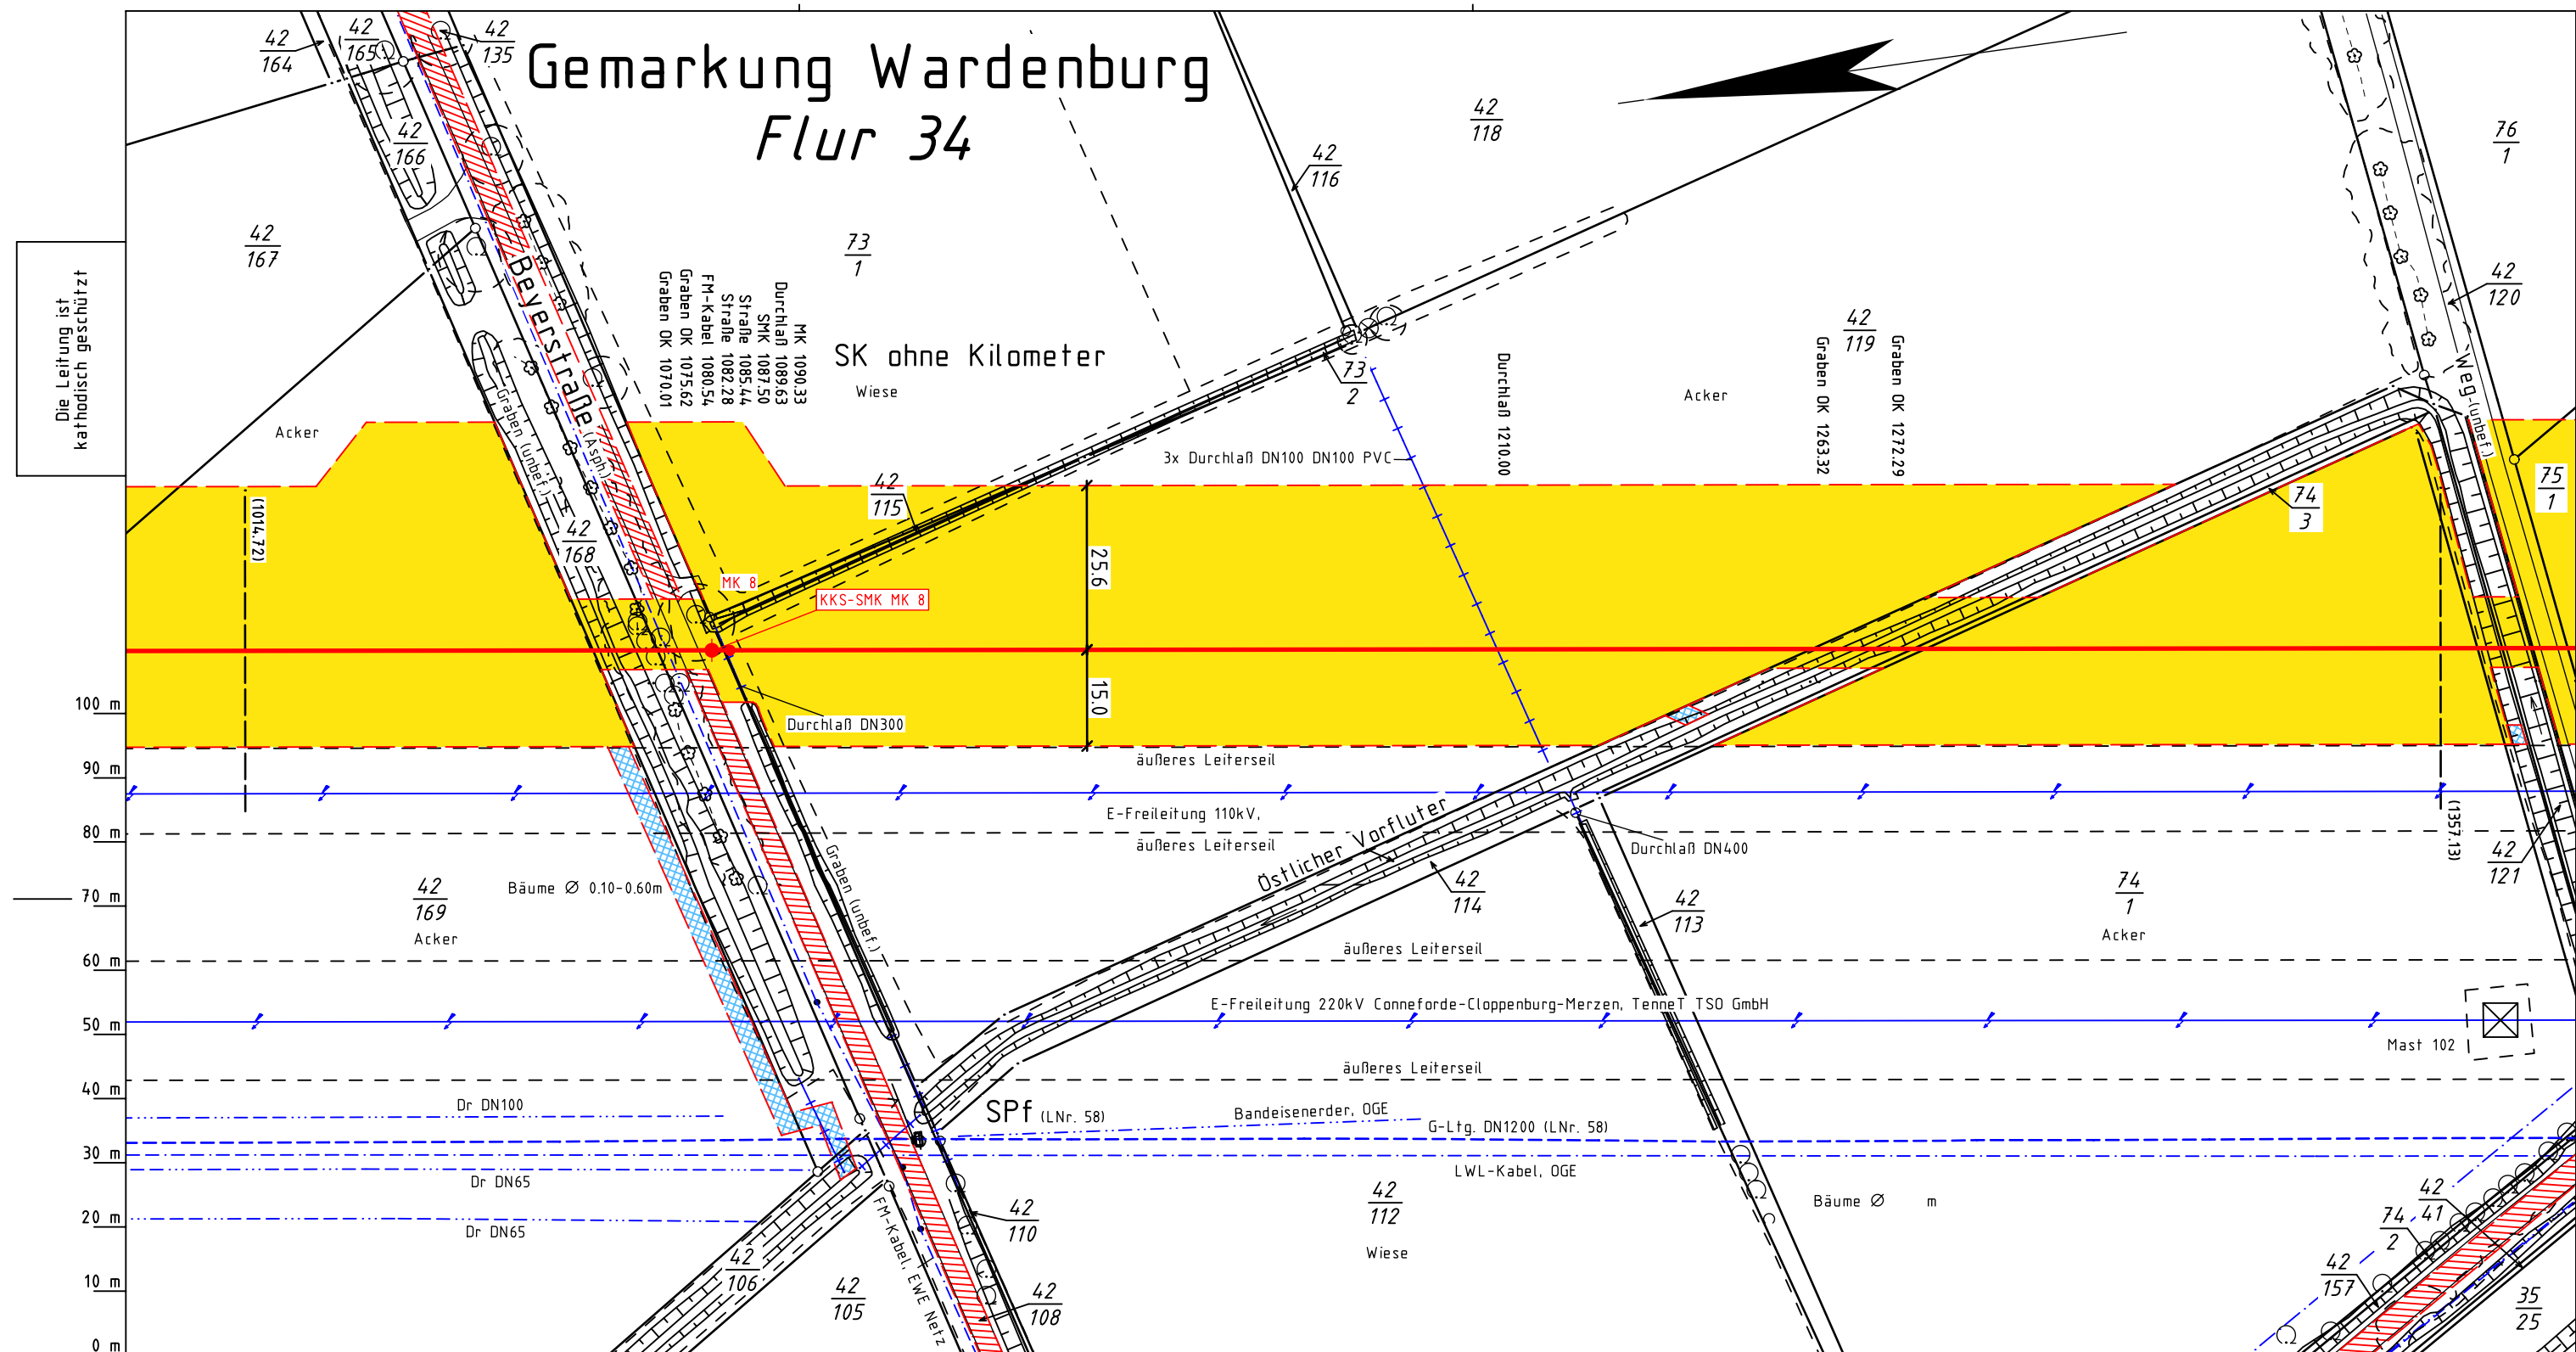 Gemarkung Wardenburg
Flur 34
42
164
42
165
42
135
42
166
42
167
42
116
42
118
76
1
73
1
42
120
42
119
Die Leitung ist
kathodisch geschützt
Beyerstraße (Asph.)
Graben (unbef.)
Graben OK 1070.01
Graben OK 1075.62
FM-Kabel 1080.54
Straße 1082.28
Straße 1085.44
SMK 1087.50
Durchlaß 1089.63
MK 1090.33
SK ohne Kilometer
Wiese
73
2
Durchlaß 1210.00
Acker
Graben OK 1263.32
Graben OK 1272.29
Weg (unbef.)
Acker
3x Durchlaß DN100 DN100 PVC
42
115
74
3
75
1
(1014.72)
42
168
25.6
MK 8
KKS-SMK MK 8
15.0
Durchlaß DN300
100 m
äußeres Leiterseil
90 m
E-Freileitung 110kV,
80 m
äußeres Leiterseil
(1357.13)
Durchlaß DN400
42
121
Östlicher Vorfluter
Graben (unbef.)
42
169
Bäume Ø 0.10-0.60m
70 m
42
114
42
113
74
1
Acker
Acker
60 m
äußeres Leiterseil
E-Freileitung 220kV Conneforde-Cloppenburg-Merzen, TenneT TSO GmbH
50 m
Mast 102
äußeres Leiterseil
40 m
Dr DN100
SPf (LNr. 58)
Bandeisenerder, OGE
G-Ltg. DN1200 (LNr. 58)
30 m
LWL-Kabel, OGE
Dr DN65
20 m
Dr DN65
42
110
42
112
Wiese
Bäume Ø m
42
41
74
2
FM-Kabel, EWE Netz
42
106
42
105
42
108
42
157
35
25
10 m
0 m